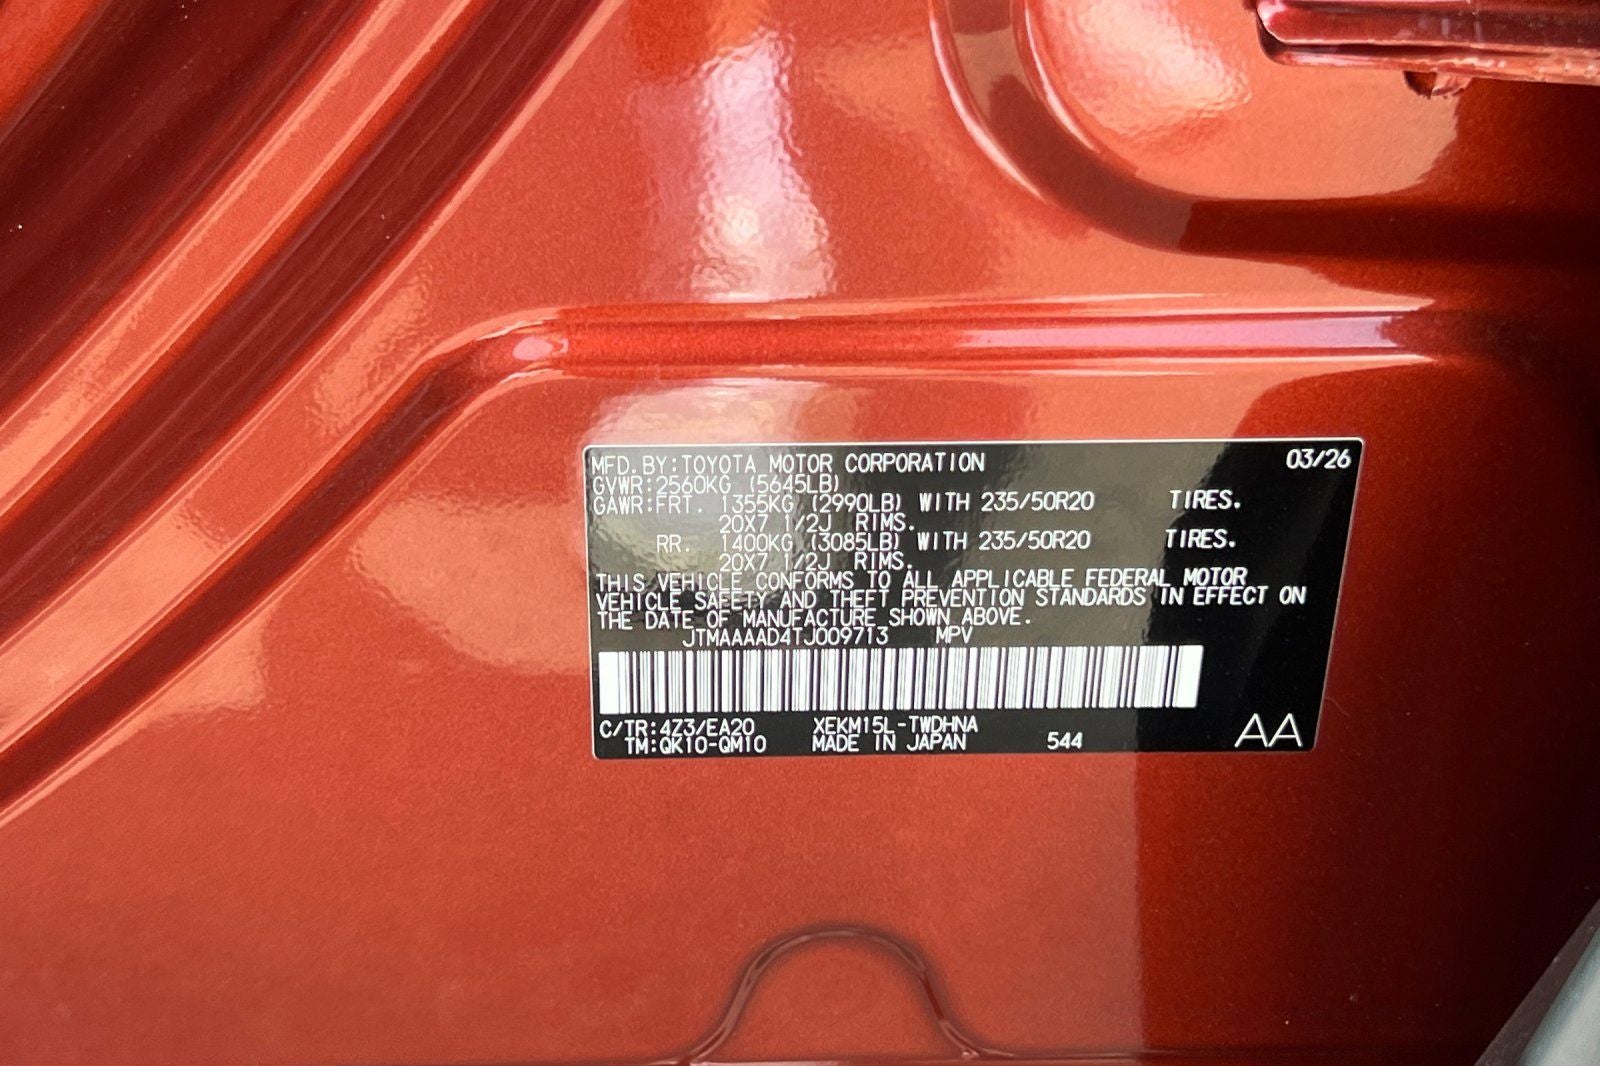 MFD.BY:TOYOTA MOTOR CORPORATION 03/26
GVWR:2560KG (5645LB)
GAWR:FRT. 1355KG (2990LB) WITH 235/50R20 TIRES.
20X7 1/2J RIMS.
RR. 1400KG (3085LB) WITH 235/50R20 TIRES.
20X7 1/2J RIMS.
THIS VEHICLE CONFORMS TO ALL APPLICABLE FEDERAL MOTOR
VEHICLE SAFETY AND THEFT PREVENTION STANDARDS IN EFFECT ON
THE DATE OF MANUFACTURE SHOWN ABOVE.
JTMAAAAD4TJ009713 MPV
C/TR:4Z3/EA20 XEKM15L-TWDHNA
TM:QK10-QM10 MADE IN JAPAN 544 AA